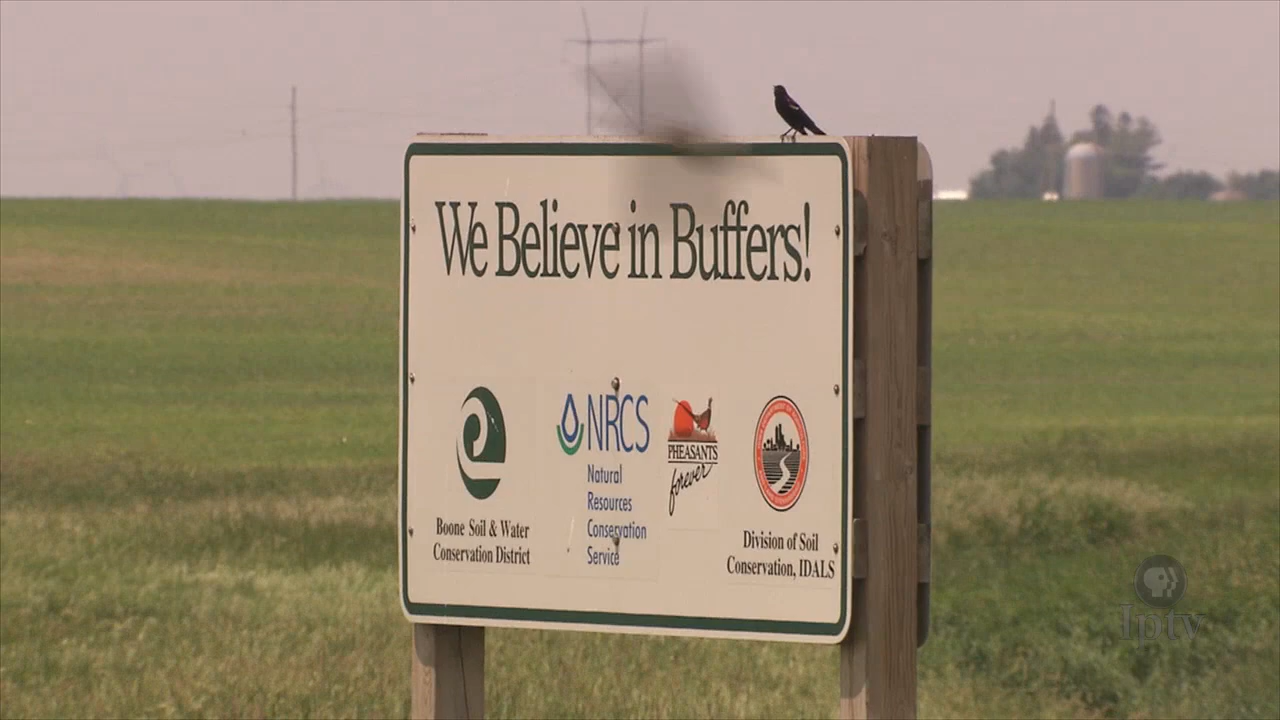 We Believe in Buffers!
NRCS
Natural
Resources
Conservation
Service
PHEASANTS
forever
Boone Soil & Water
Conservation District
Division of Soil
Conservation, IDALS
Iptv